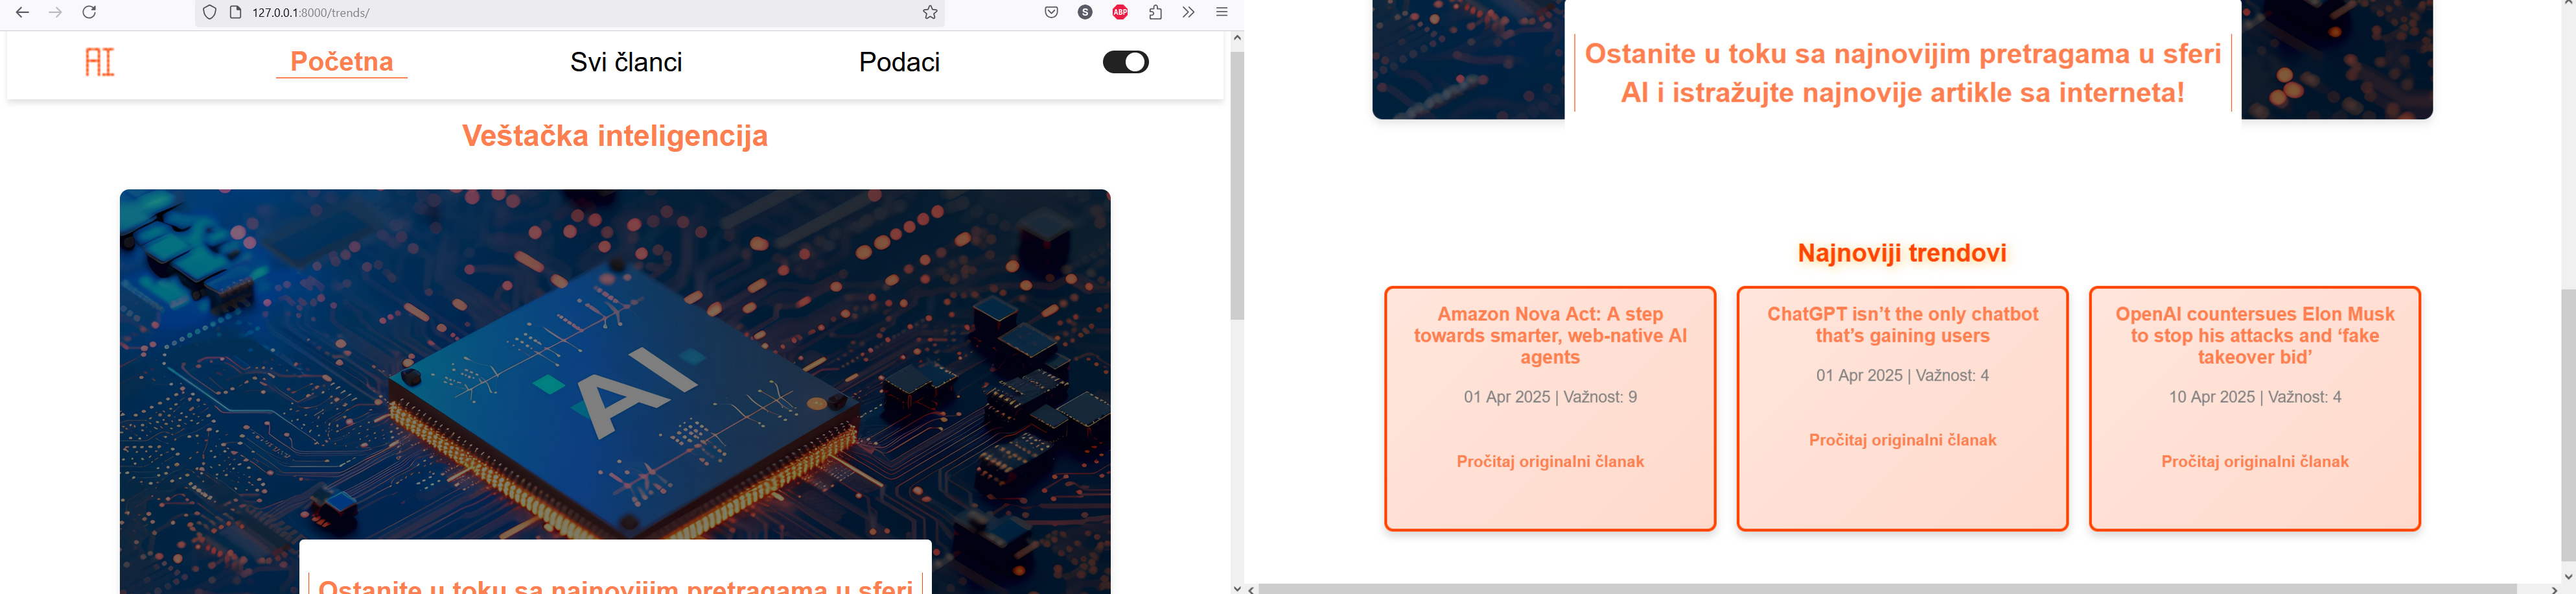 127.0.0.1:8000/trends/
S
ABP
AI
Početna
Svi članci
Podaci
Veštačka inteligencija
AI
Ostanite u toku sa najnovijim pretragama u sferi
Ostanite u toku sa najnovijim pretragama u sferi
AI i istražujte najnovije artikle sa interneta!
Najnoviji trendovi
Amazon Nova Act: A step
towards smarter, web-native AI
agents
01 Apr 2025 | Važnost: 9
Pročitaj originalni članak
ChatGPT isn’t the only chatbot
that’s gaining users
01 Apr 2025 | Važnost: 4
Pročitaj originalni članak
OpenAI countersues Elon Musk
to stop his attacks and ‘fake
takeover bid’
10 Apr 2025 | Važnost: 4
Pročitaj originalni članak